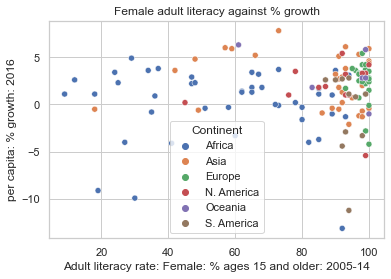 Female adult literacy against % growth
per capita: % growth: 2016
5
0
−5
−10
Continent
Africa
Asia
Europe
N. America
Oceania
S. America
20
40
60
80
100
Adult literacy rate: Female: % ages 15 and older: 2005-14